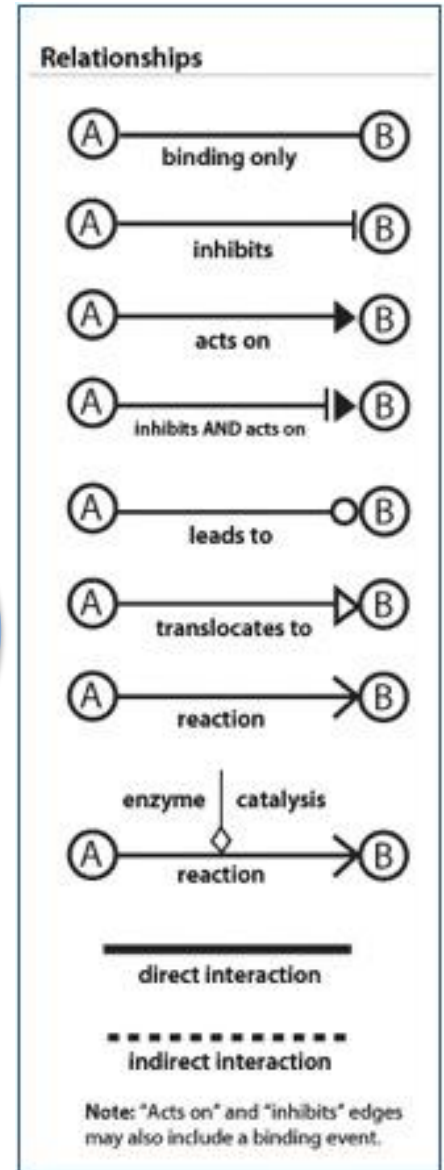 Relationships
A B
binding only
A B
inhibits
A B
acts on
A B
inhibits AND acts on
A B
leads to
A B
translocates to
A B
reaction
enzyme catalysis
A B
reaction
direct interaction
indirect interaction
Note: "Acts on" and "inhibits" edges
may also include a binding event.